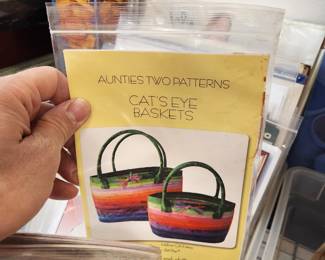 AUNTIES TWO PATTERNS
CAT'S EYE
BASKETS